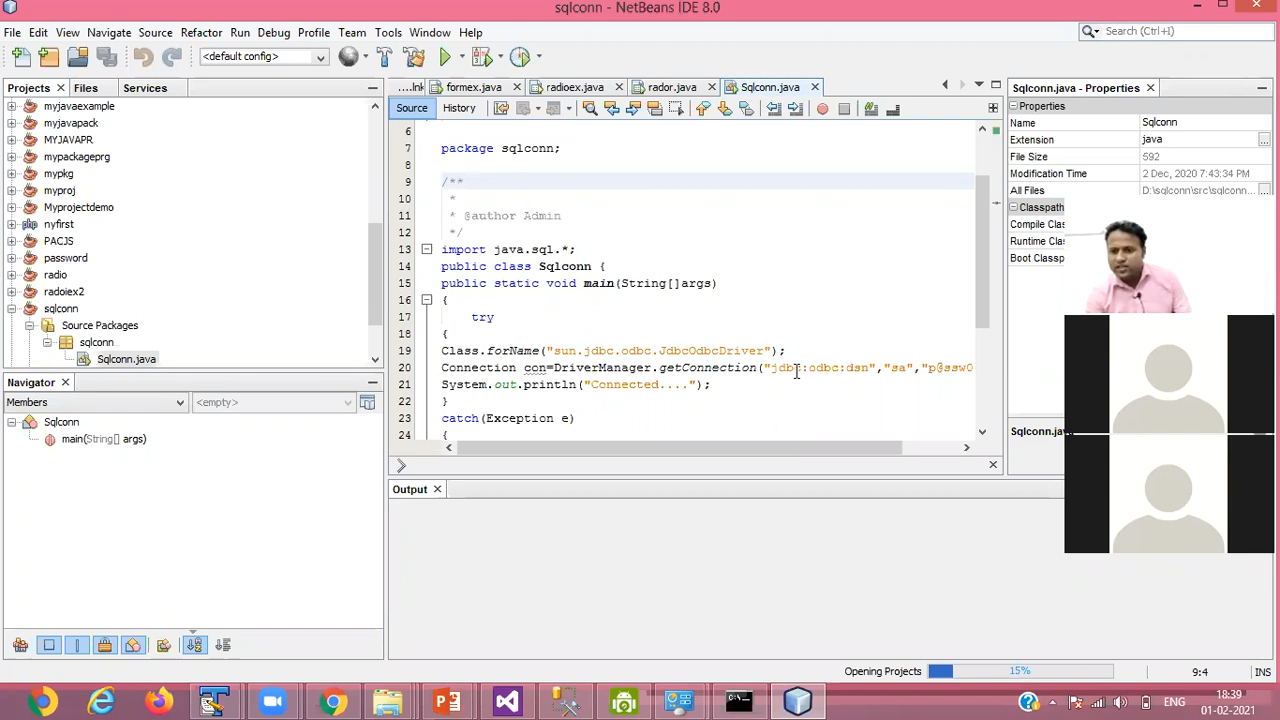 sqlconn - NetBeans IDE 8.0
File Edit View Navigate Source Refactor Run Debug Profile Team Tools Window Help
Search (Ctrl+I)
<default config>
Projects Files Services
formex.java radioex.java rador.java Sqlconn.java
Sqlconn.java - Properties
Source History
myjavaexample
myjavapack
MYJAVAPR
mypackageprg
mypkg
myproj
Myprojectdemo
nyfirst
PACJS
password
radio
radoiex2
sqlconn
Source Packages
sqlconn
Sqlconn.java
Navigator
Members <empty>
Sqlconn
main(String[] args)
6
7 package sqlconn;
8
9 /**
10 *
11 * @author Admin
12 */
13 import java.sql.*;
14 public class Sqlconn {
15 public static void main(String[]args)
16 {
17 try
18 {
19 Class.forName("sun.jdbc.odbc.JdbcOdbcDriver");
20 Connection con=DriverManager.getConnection("jdbc:odbc:dsn","sa","p@ssw0
21 System.out.println("Connected....");
22 }
23 catch(Exception e)
24 {
Properties
Name Sqlconn
Extension java
File Size 592
Modification Time 2 Dec, 2020 7:43:34 PM
All Files D:\sqlconn\src\sqlconn...
Classpath
Compile Clas
Runtime Clas
Boot Classp
Sqlconn.java
Output
Opening Projects 15% 9:4 INS
ENG
18:39
01-02-2021